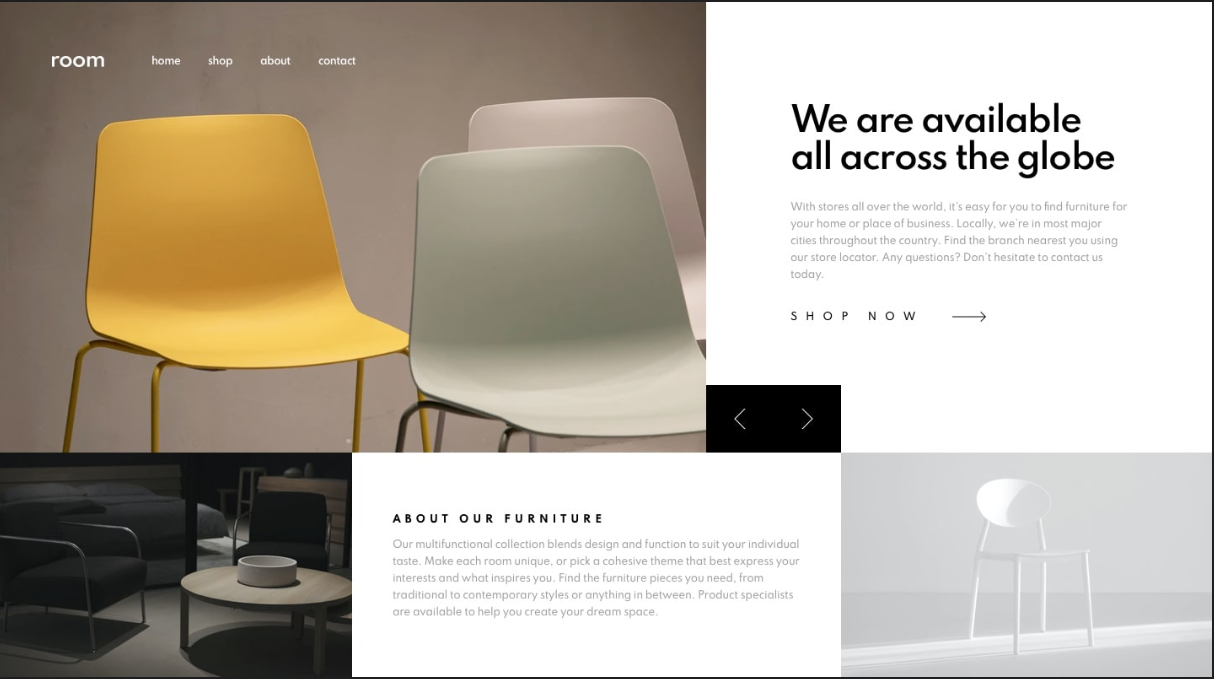 room
home shop about contact
We are available
all across the globe
With stores all over the world, it's easy for you to find furniture for
your home or place of business. Locally, we're in most major
cities throughout the country. Find the branch nearest you using
our store locator. Any questions? Don't hesitate to contact us
today.
SHOP NOW
ABOUT OUR FURNITURE
Our multifunctional collection blends design and function to suit your individual
taste. Make each room unique, or pick a cohesive theme that best express your
interests and what inspires you. Find the furniture pieces you need, from
traditional to contemporary styles or anything in between. Product specialists
are available to help you create your dream space.